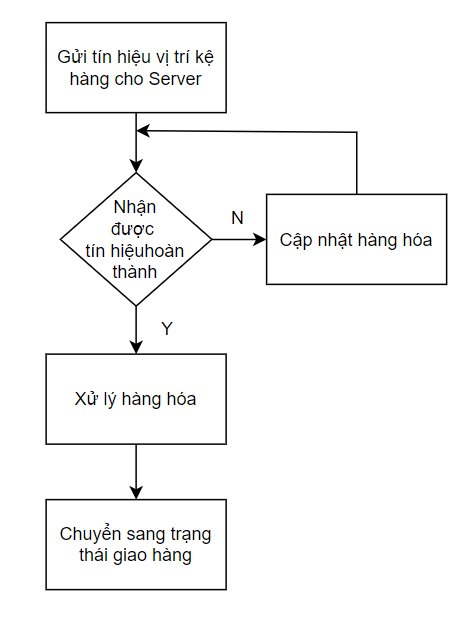 Gửi tín hiệu vị trí kệ
hàng cho Server
Nhận
được
tín hiệuhoàn
thành
N
Cập nhật hàng hóa
Y
Xử lý hàng hóa
Chuyển sang trạng
thái giao hàng